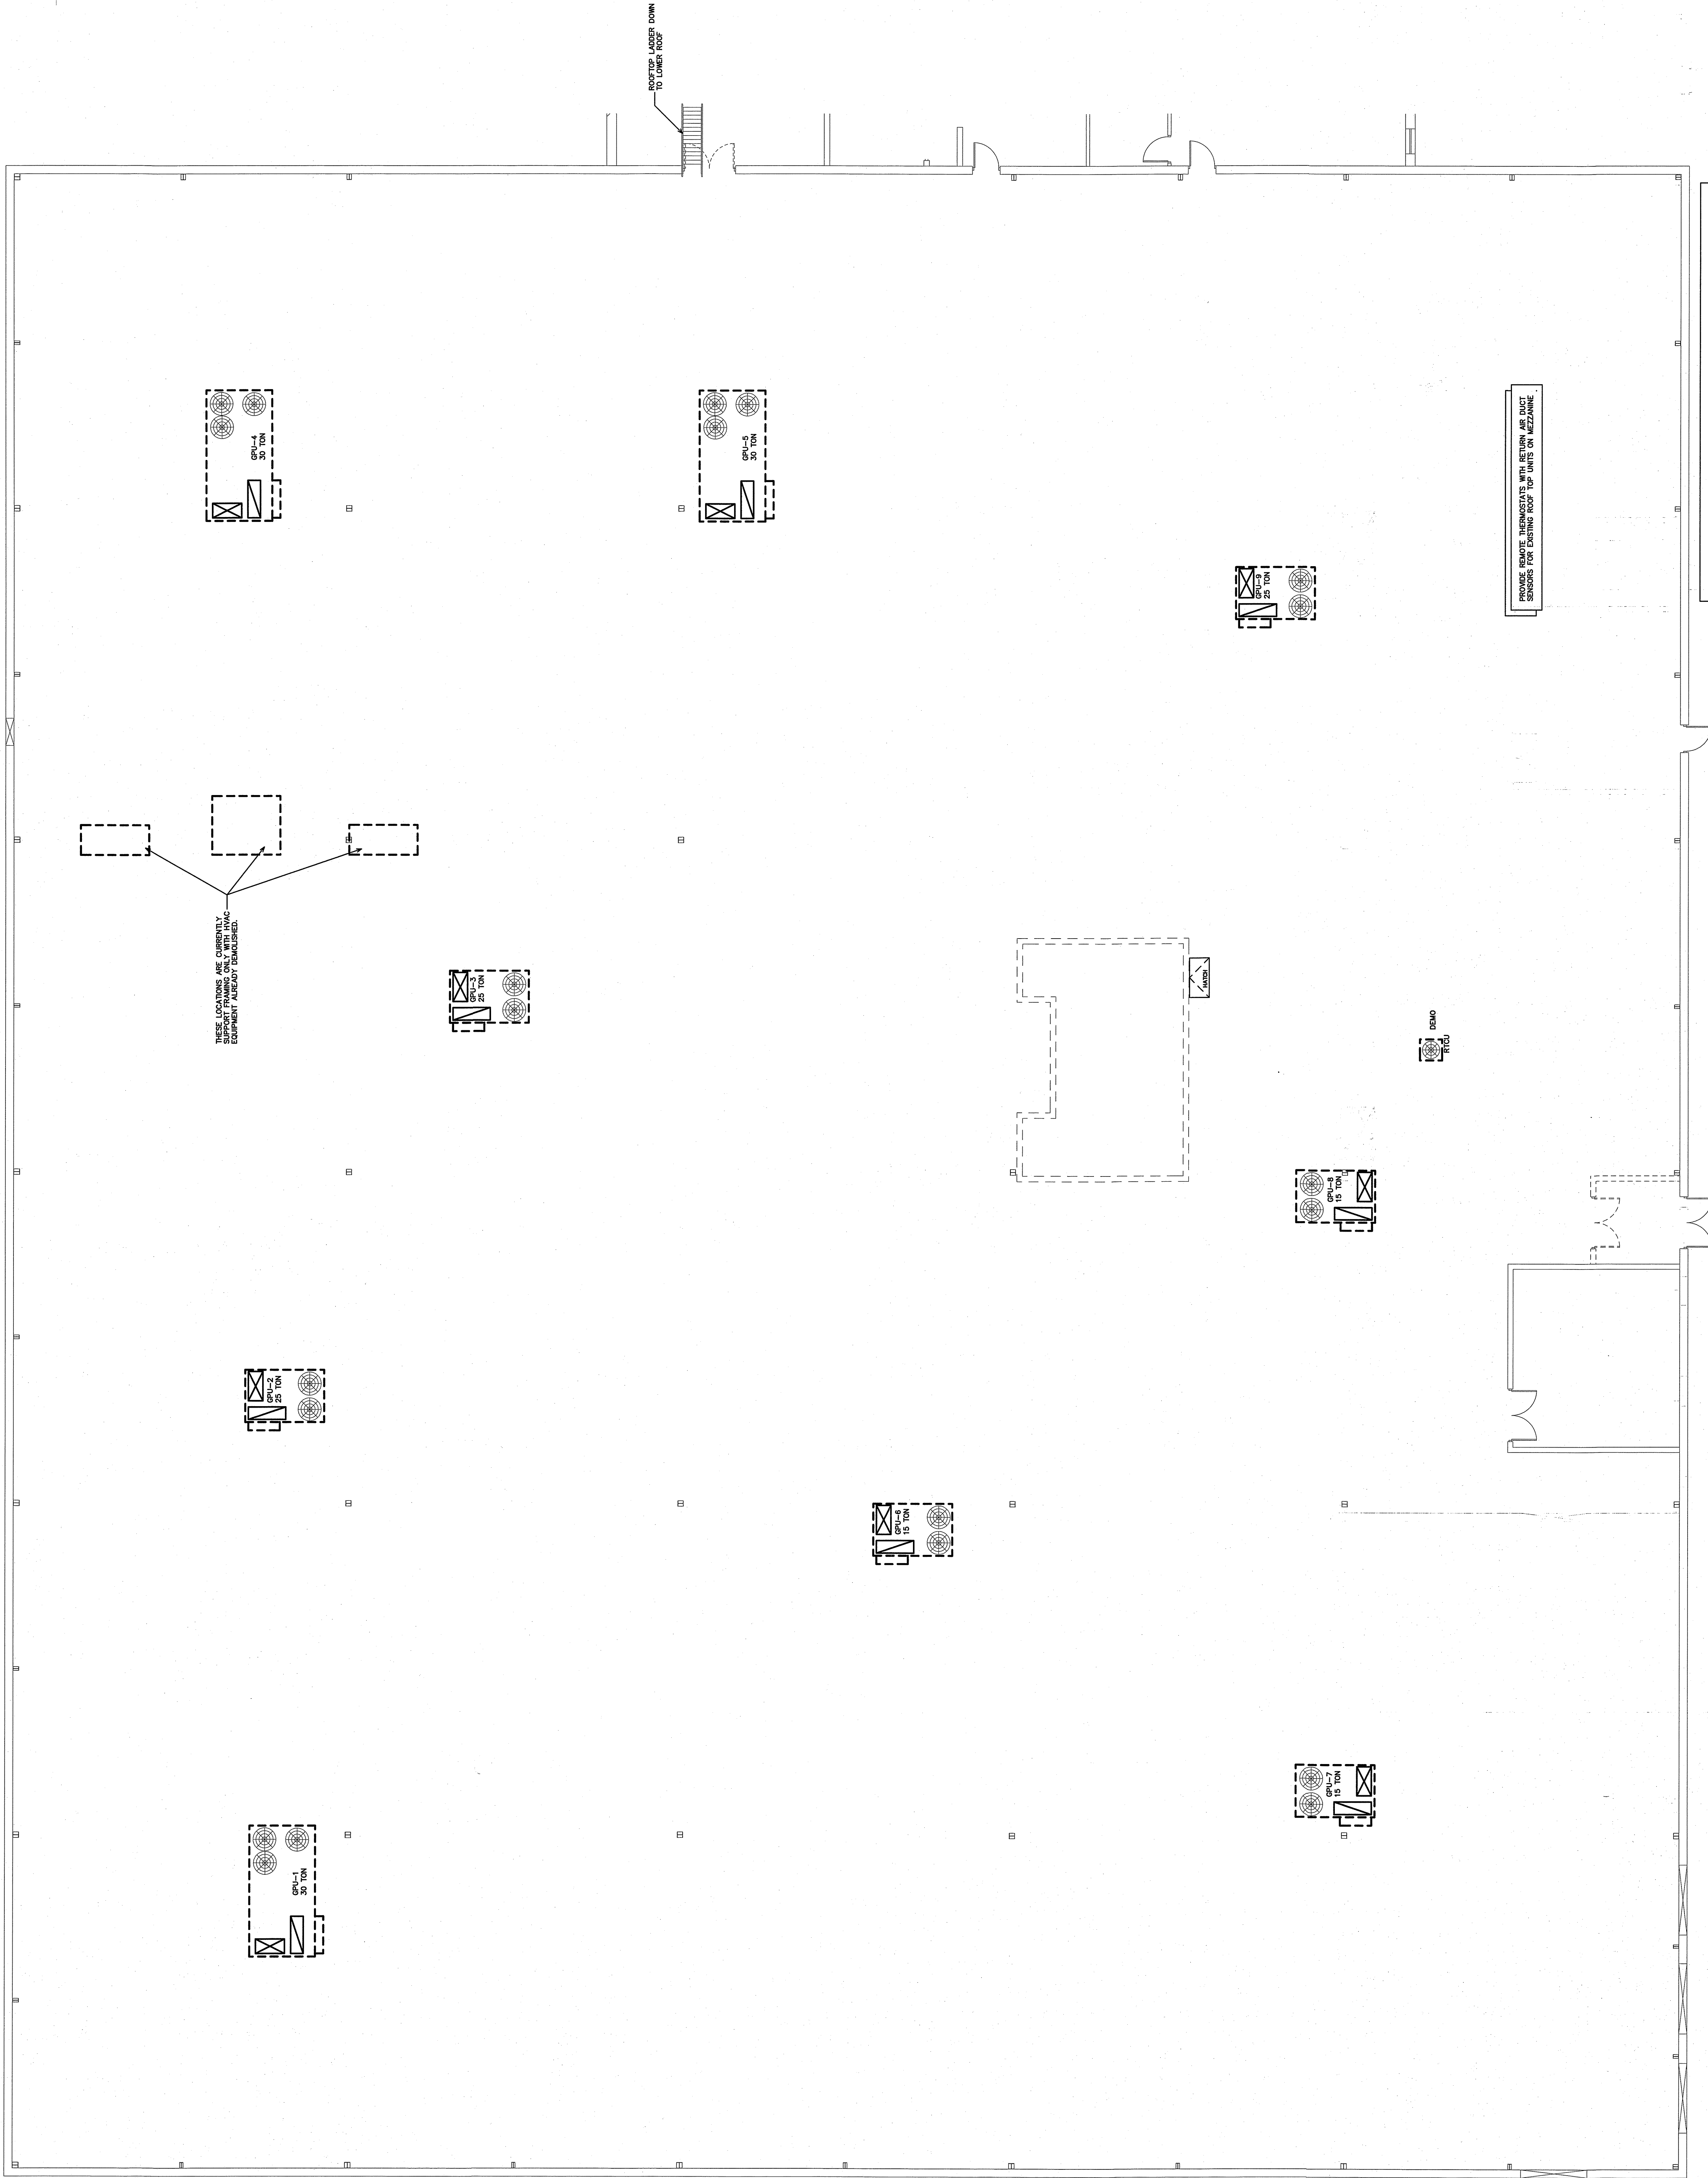 ROOFTOP LADDER DOWN
TO LOWER ROOF
GPU-4
30 TON
GPU-5
30 TON
PROVIDE REMOTE THERMOSTATS WITH RETURN AIR DUCT
SENSORS FOR EXISTING ROOF TOP UNITS ON MEZZANINE
GPU-9
25 TON
THESE LOCATIONS ARE CURRENTLY
SUPPORT FRAMING ONLY WITH HVAC
EQUIPMENT ALREADY DEMOLISHED.
GPU-3
25 TON
HATCH
DEMO
RTCU
GPU-8
15 TON
GPU-2
25 TON
GPU-6
15 TON
GPU-7
15 TON
GPU-1
30 TON